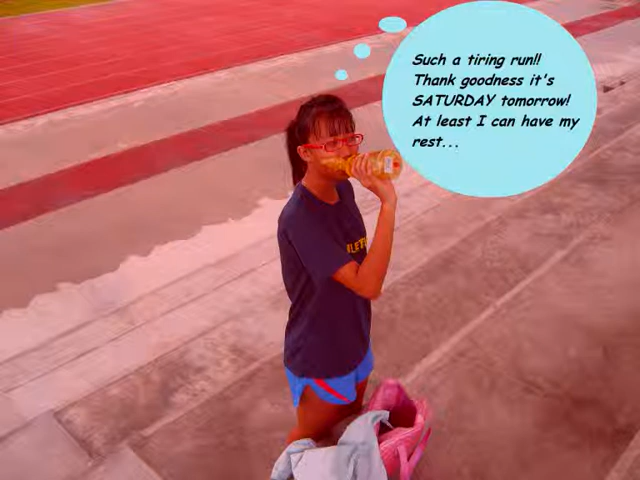 Such a tiring run!!
Thank goodness it's
SATURDAY tomorrow!
At least I can have my
rest...